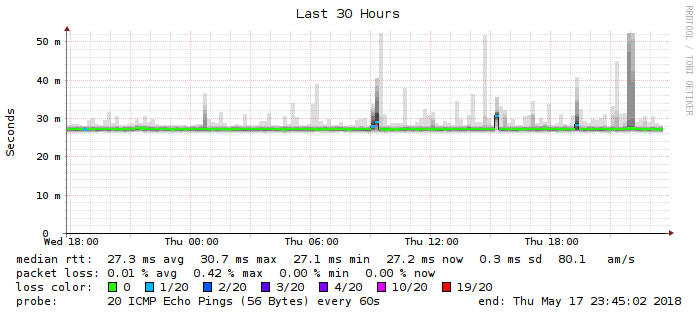 Last 30 Hours
RRDTOOL / TOBI OETIKER
Seconds
50 m
40 m
30 m
20 m
10 m
0
Wed 18:00 Thu 00:00 Thu 06:00 Thu 12:00 Thu 18:00
median rtt: 27.3 ms avg 30.7 ms max 27.1 ms min 27.2 ms now 0.3 ms sd 80.1 am/s
packet loss: 0.01 % avg 0.42 % max 0.00 % min 0.00 % now
loss color: 0 1/20 2/20 3/20 4/20 10/20 19/20
probe: 20 ICMP Echo Pings (56 Bytes) every 60s end: Thu May 17 23:45:02 2018